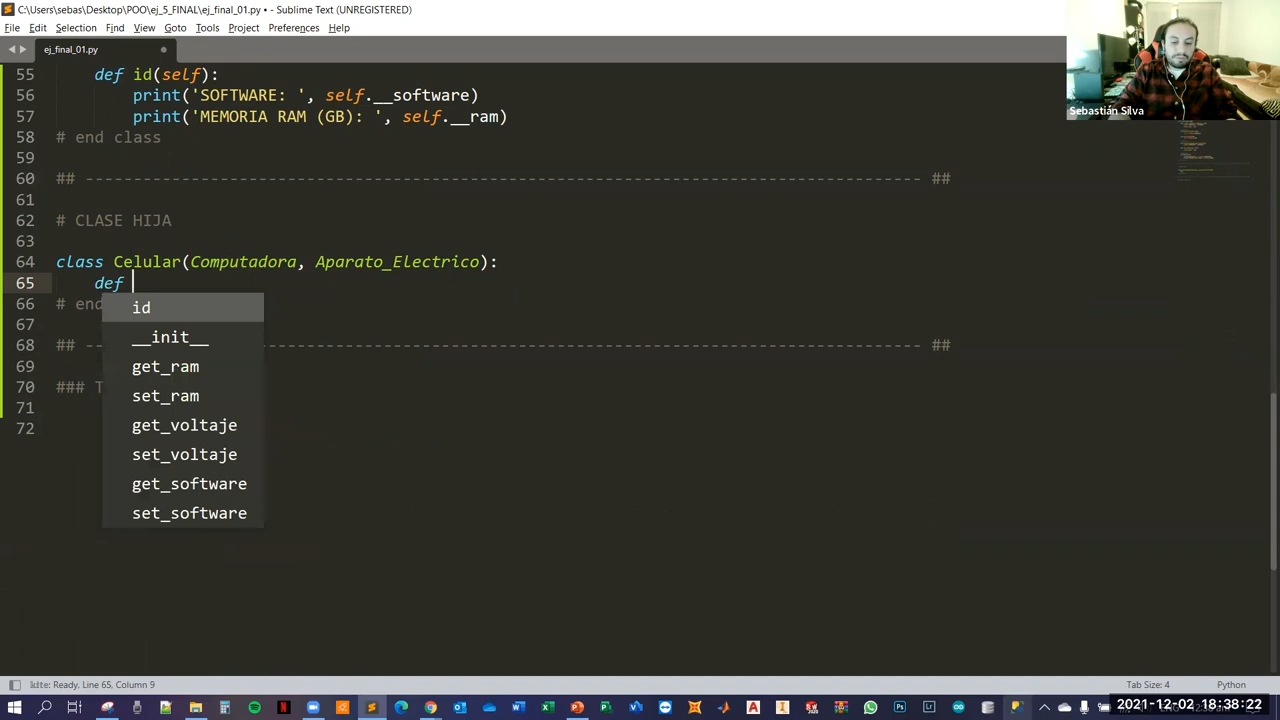 C:\Users\sebas\Desktop\POO\ej_5_FINAL\ej_final_01.py • - Sublime Text (UNREGISTERED)
File Edit Selection Find View Goto Tools Project Preferences Help
ej_final_01.py
Sebastián Silva
55 def id(self):
56 print('SOFTWARE: ', self.__software)
57 print('MEMORIA RAM (GB): ', self.__ram)
58 # end class
59
60 ## -------------------------------------------------------------------------------------- ##
61
62 # CLASE HIJA
63
64 class Celular(Computadora, Aparato_Electrico):
65 def
66 # end
67
68 ## -------------------------------------------------------------------------------------- ##
69
70 ### T
71
72
id
__init__
get_ram
set_ram
get_voltaje
set_voltaje
get_software
set_software
Ready, Line 65, Column 9
Tab Size: 4
Python
2021-12-02 18:38:22